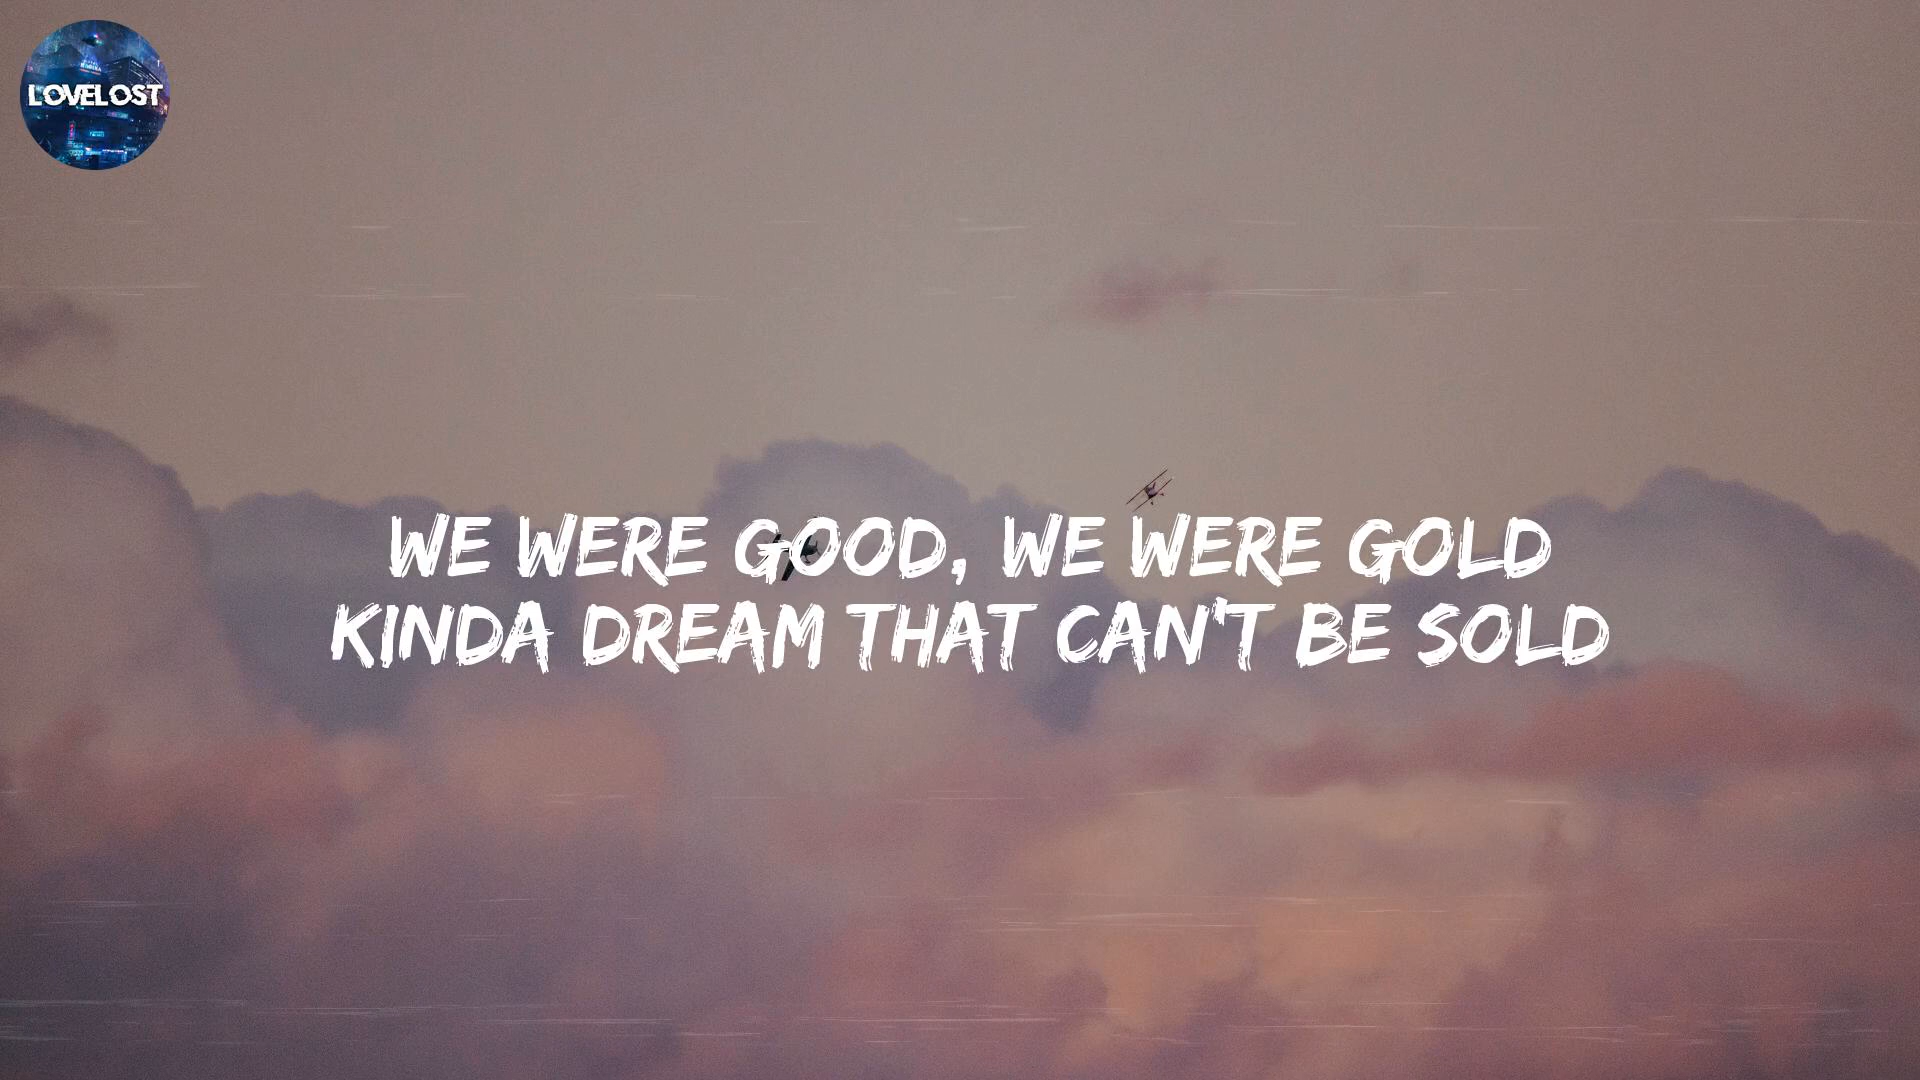 LOVELOST
WE WERE GOOD, WE WERE GOLD
KINDA DREAM THAT CAN'T BE SOLD